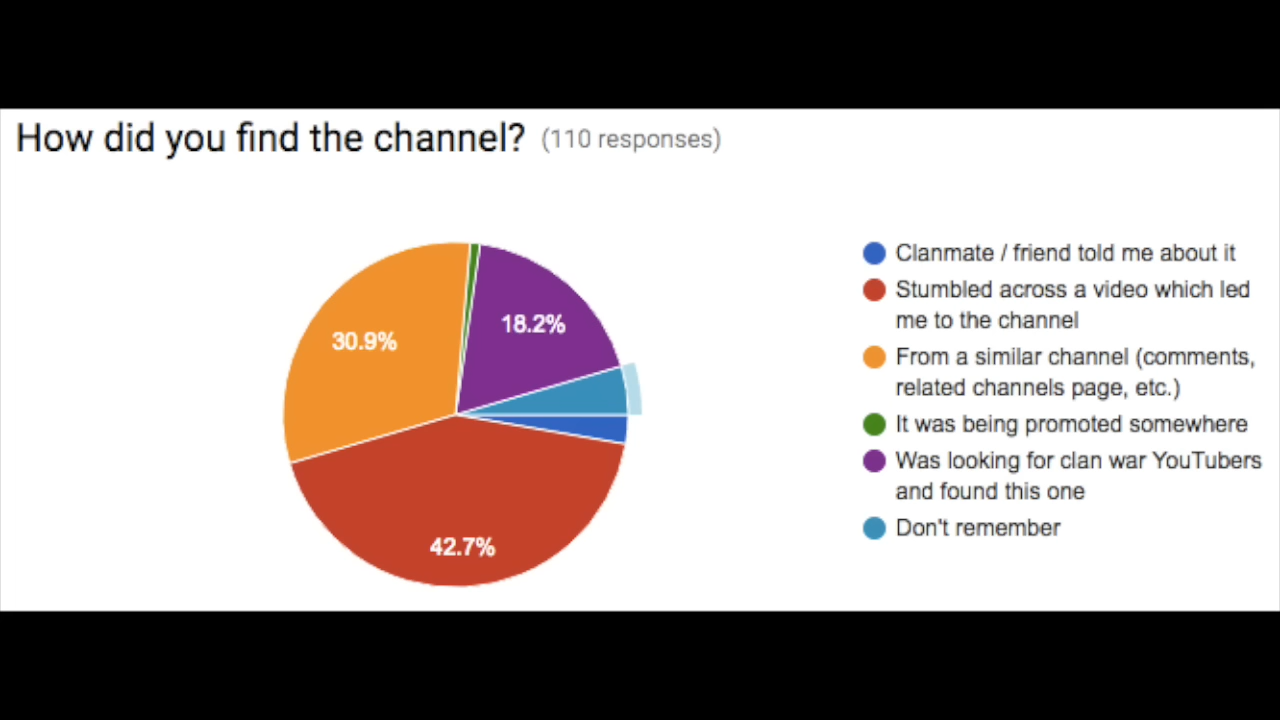 How did you find the channel? (110 responses)
30.9%
18.2%
42.7%
Clanmate / friend told me about it
Stumbled across a video which led
me to the channel
From a similar channel (comments,
related channels page, etc.)
It was being promoted somewhere
Was looking for clan war YouTubers
and found this one
Don't remember